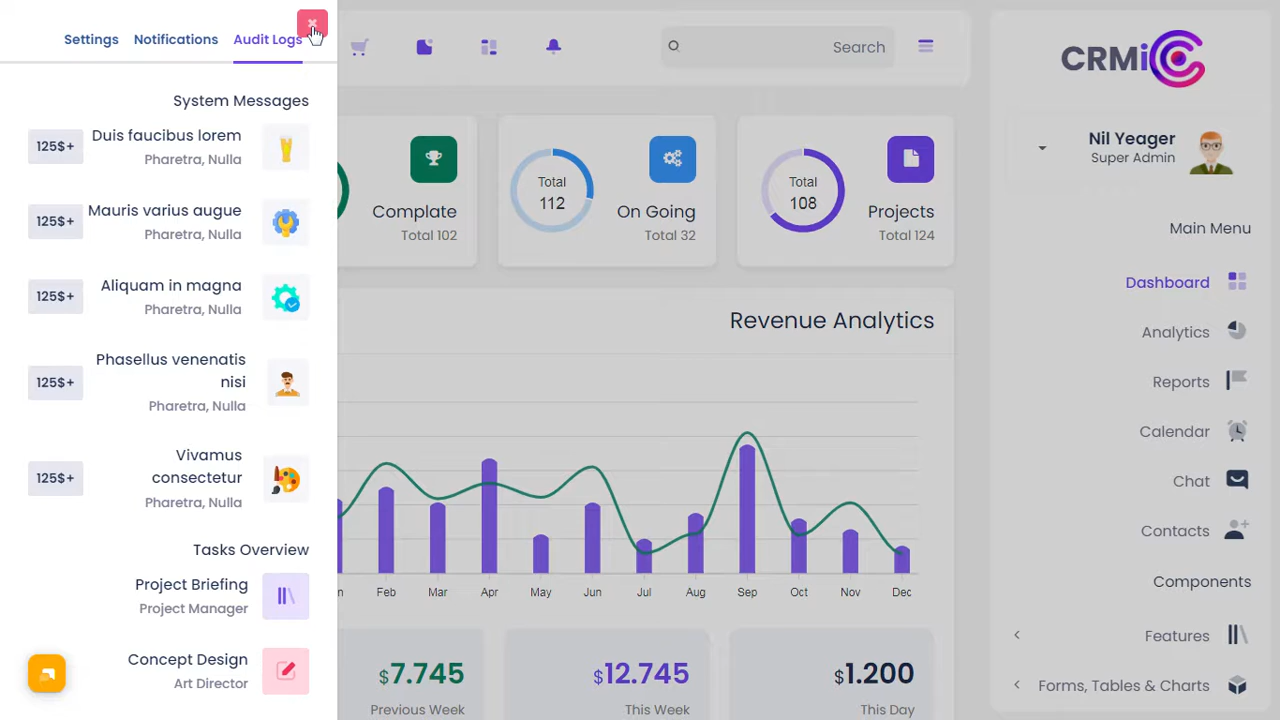 Settings
Notifications
Audit Logs
System Messages
Duis faucibus lorem
Pharetra, Nulla
125$+
Mauris varius augue
Pharetra, Nulla
125$+
Aliquam in magna
Pharetra, Nulla
125$+
Phasellus venenatis
nisi
Pharetra, Nulla
125$+
Vivamus
consectetur
Pharetra, Nulla
125$+
Tasks Overview
Project Briefing
Project Manager
Concept Design
Art Director
Search
Complate
Total 102
Total
112
On Going
Total 32
Total
108
Projects
Total 124
Revenue Analytics
Feb
Mar
Apr
May
Jun
Jul
Aug
Sep
Oct
Nov
Dec
$7.745
Previous Week
$12.745
This Week
$1.200
This Day
CRMi
Nil Yeager
Super Admin
Main Menu
Dashboard
Analytics
Reports
Calendar
Chat
Contacts
Components
Features
Forms, Tables & Charts